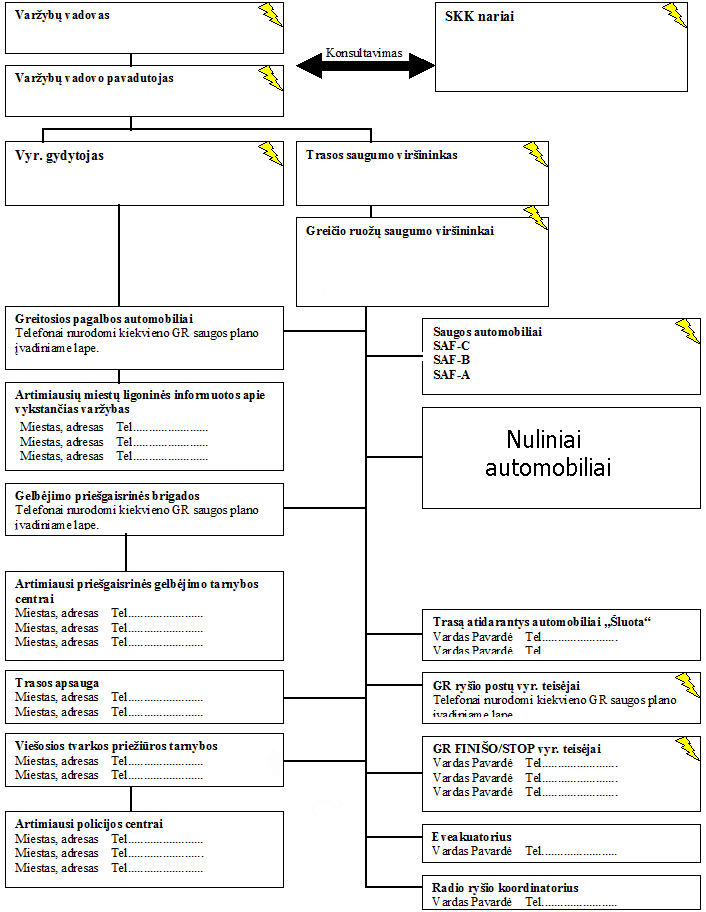 Varžybų vadovas
SKK nariai
Konsultavimas
Varžybų vadovo pavadutojas
Vyr. gydytojas
Trasos saugumo viršininkas
Greičio ruožų saugumo viršininkai
Greitosios pagalbos automobiliai
Telefonai nurodomi kiekvieno GR saugos plano
įvadiniame lape.
Artimiausių miestų ligoninės informuotos apie
vykstančias varžybas
Miestas, adresas Tel........................
Miestas, adresas Tel........................
Miestas, adresas Tel........................
Gelbėjimo priešgaisrinės brigados
Telefonai nurodomi kiekvieno GR saugos plano
įvadiniame lape.
Artimiausi priešgaisrinės gelbėjimo tarnybos
centrai
Miestas, adresas Tel........................
Miestas, adresas Tel........................
Miestas, adresas Tel........................
Trasos apsauga
Miestas, adresas Tel........................
Miestas, adresas Tel........................
Viešosios tvarkos priežiūros tarnybos
Miestas, adresas Tel........................
Miestas, adresas Tel........................
Artimiausi policijos centrai
Miestas, adresas Tel........................
Miestas, adresas Tel........................
Miestas, adresas Tel........................
Saugos automobiliai
SAF-C
SAF-B
SAF-A
Nuliniai
automobiliai
Trasą atidarantys automobiliai „Šluota“
Vardas Pavardė Tel........................
Vardas Pavardė Tel........................
GR ryšio postų vyr. teisėjai
Telefonai nurodomi kiekvieno GR saugos plano
įvadiniame lape
GR FINIŠO/STOP vyr. teisėjai
Vardas Pavardė Tel........................
Vardas Pavardė Tel........................
Vardas Pavardė Tel........................
Eveakuatorius
Vardas Pavardė Tel........................
Radio ryšio koordinatorius
Vardas Pavardė Tel........................